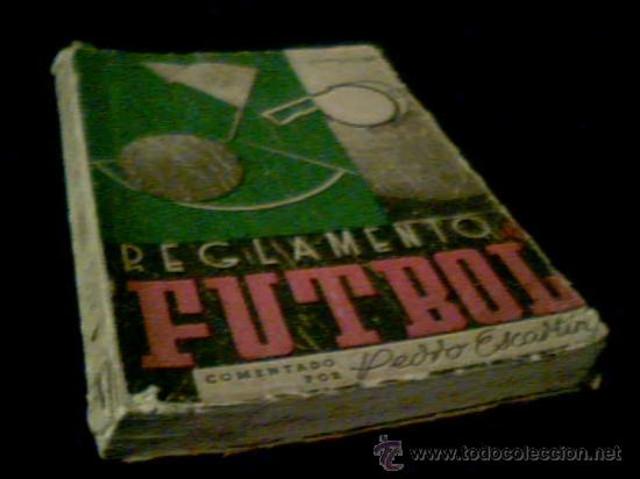 REGLAMENTO
FUTBOL
COMENTADO
POR
Pedro Escartín
www.todocoleccion.net